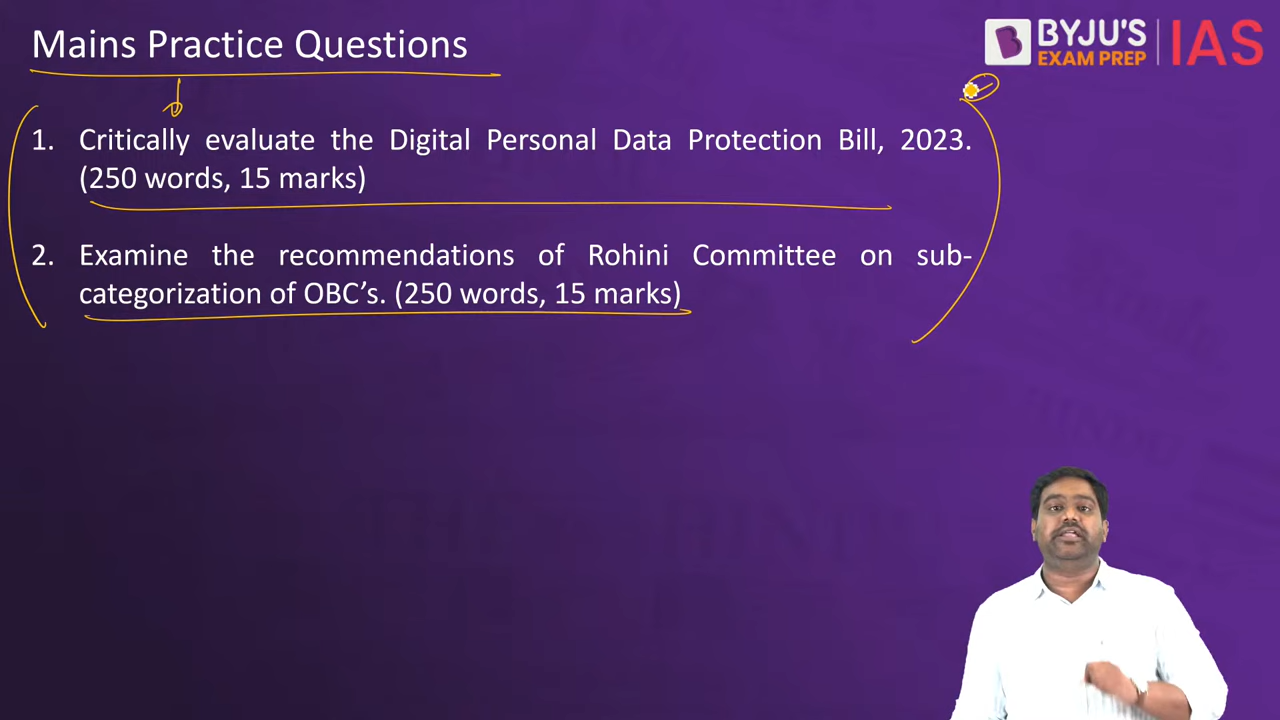 Mains Practice Questions
BYJU'S
EXAM PREP
IAS
1. Critically evaluate the Digital Personal Data Protection Bill, 2023.
(250 words, 15 marks)
2. Examine the recommendations of Rohini Committee on sub-
categorization of OBC's. (250 words, 15 marks)